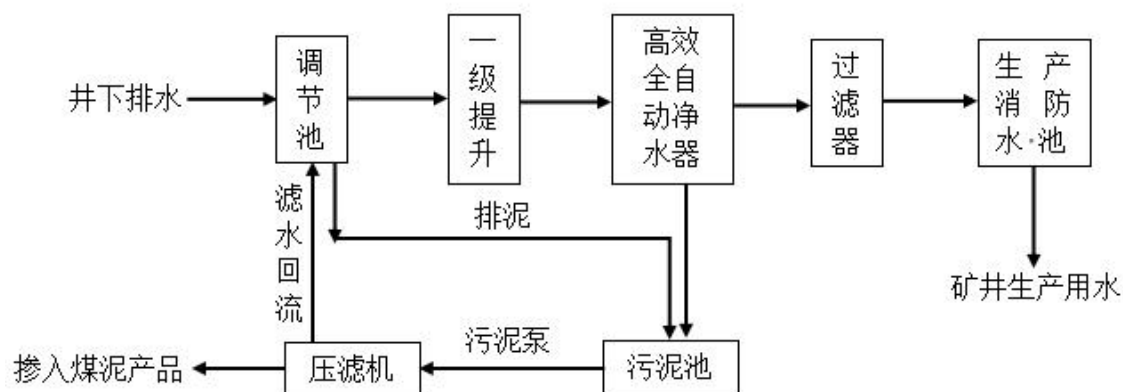 井下排水
调节池
一级提升
高效全自动净水器
过滤器
生产消防水·池
滤水回流
排泥
矿井生产用水
掺入煤泥产品
压滤机
污泥泵
污泥池